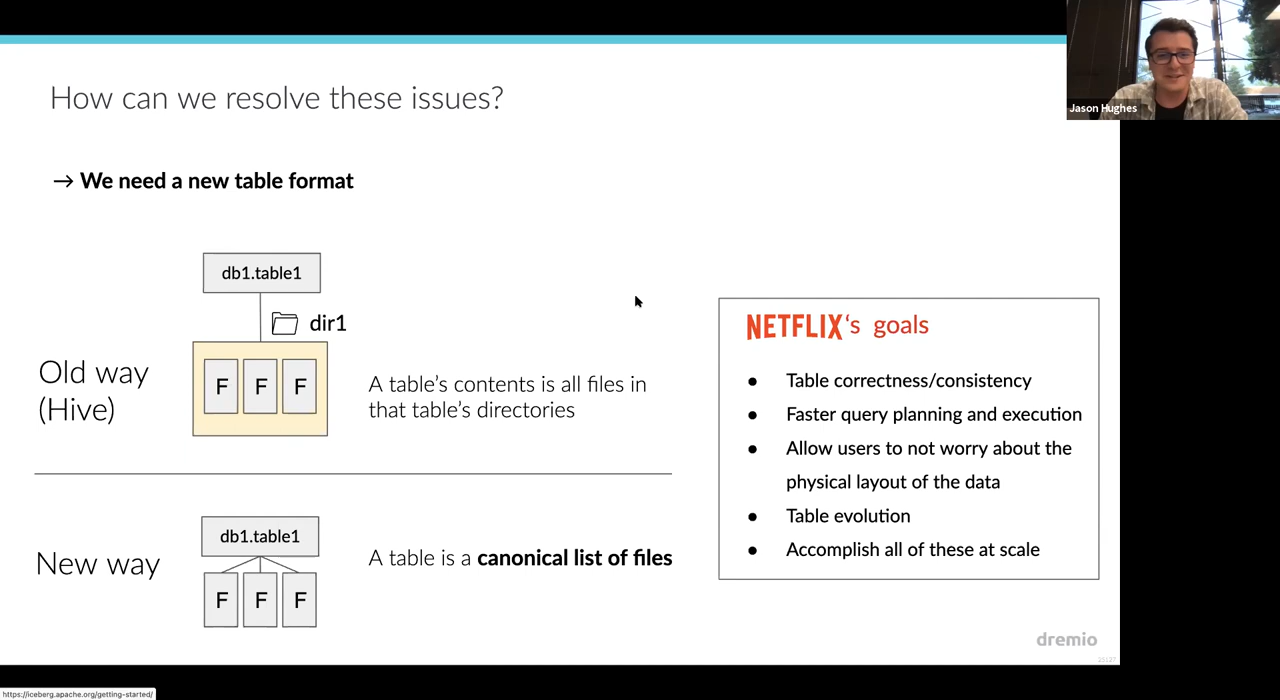 How can we resolve these issues?
Jason Hughes
→ We need a new table format
db1.table1
dir1
F F F
Old way
(Hive)
A table's contents is all files in
that table's directories
New way
db1.table1
F F F
A table is a canonical list of files
NETFLIX‘s goals
● Table correctness/consistency
● Faster query planning and execution
● Allow users to not worry about the
physical layout of the data
● Table evolution
● Accomplish all of these at scale
dremio
https://iceberg.apache.org/getting-started/